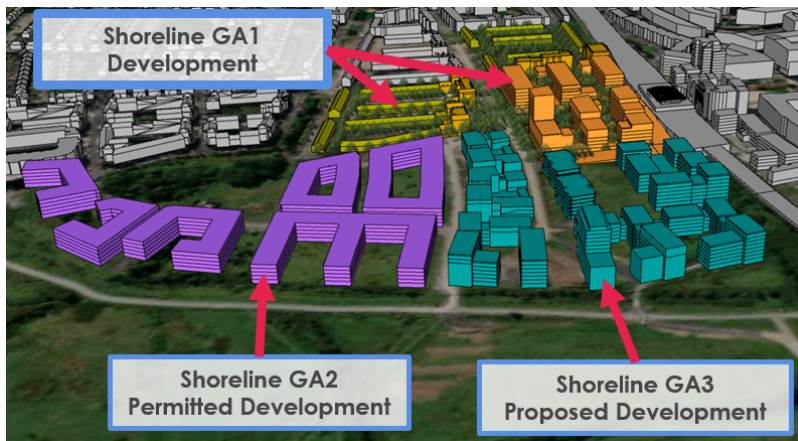 Shoreline GA1
Development
Shoreline GA2
Permitted Development
Shoreline GA3
Proposed Development